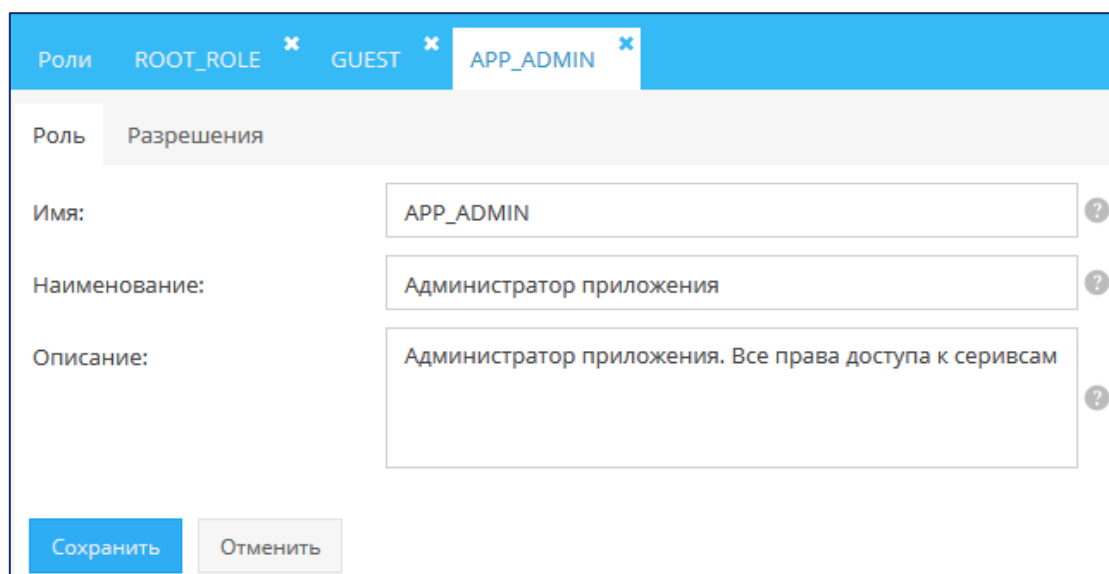 Роли ROOT_ROLE GUEST APP_ADMIN
Роль Разрешения
Имя: APP_ADMIN
Наименование: Администратор приложения
Описание: Администратор приложения. Все права доступа к серивсам
Сохранить Отменить